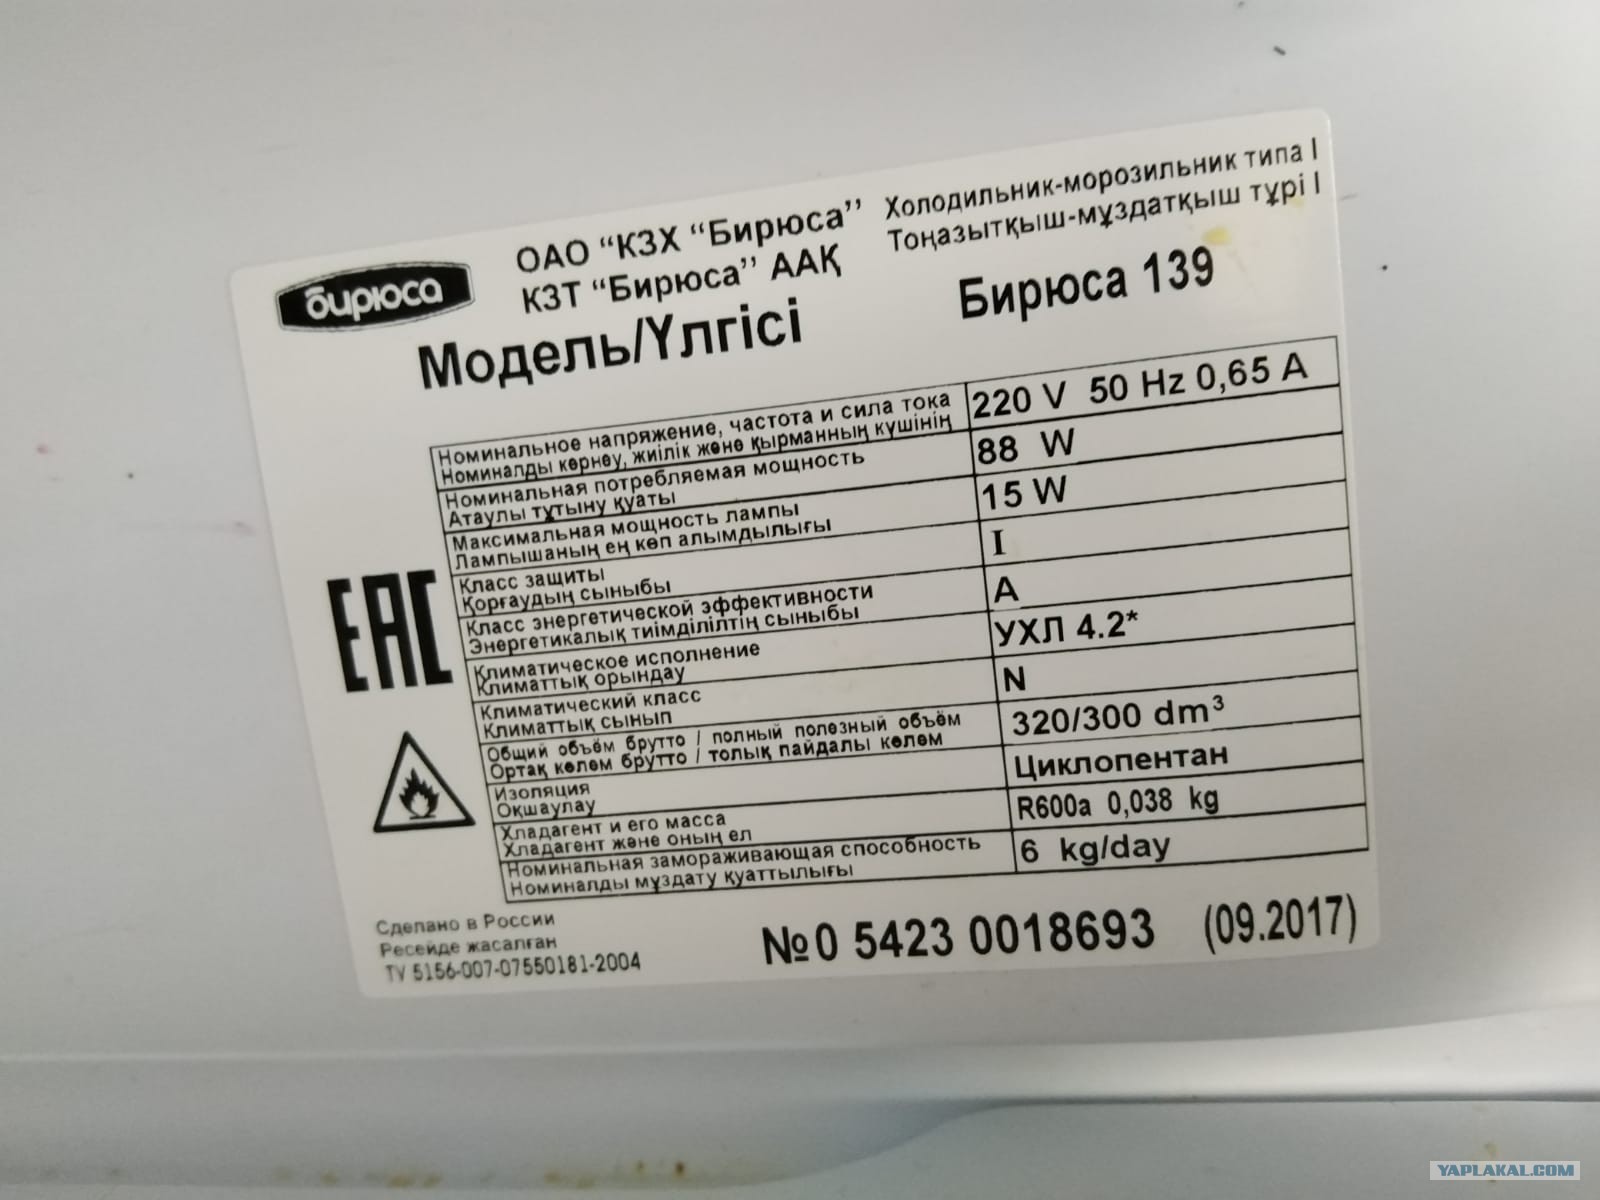 бирюса
ОАО “КЗХ “Бирюса”
КЗТ “Бирюса” ААҚ
Холодильник-морозильник типа I
Тоңазытқыш-мұздатқыш түрі I
Модель/Үлгісі
Бирюса 139
Номинальное напряжение, частота и сила тока
Номиналды көрнеу, жиілік және қырманның күшінің
220 V 50 Hz 0,65 A
Номинальная потребляемая мощность
Атаулы тұтыну қуаты
88 W
Максимальная мощность лампы
Лампышаның ең көп алымдылығы
15 W
Класс защиты
Қорғаудың сыныбы
I
Класс энергетической эффективности
Энергетикалық тиімділілтің сыныбы
A
Климатическое исполнение
Климаттық орындау
УХЛ 4.2*
Климатический класс
Климаттық сынып
N
Общий объём брутто / полный полезный объём
Ортақ көлем брутто / толық пайдалы көлем
320/300 dm³
Изоляция
Оқшаулау
Циклопентан
Хладагент и его масса
Хладагент және оның ел
R600a 0,038 kg
Номинальная замораживающая способность
Номиналды мұздату қуаттылығы
6 kg/day
EAC
Сделано в России
Ресейде жасалған
ТУ 5156-007-07550181-2004
№0 5423 0018693 (09.2017)
YAPLAKAL.COM